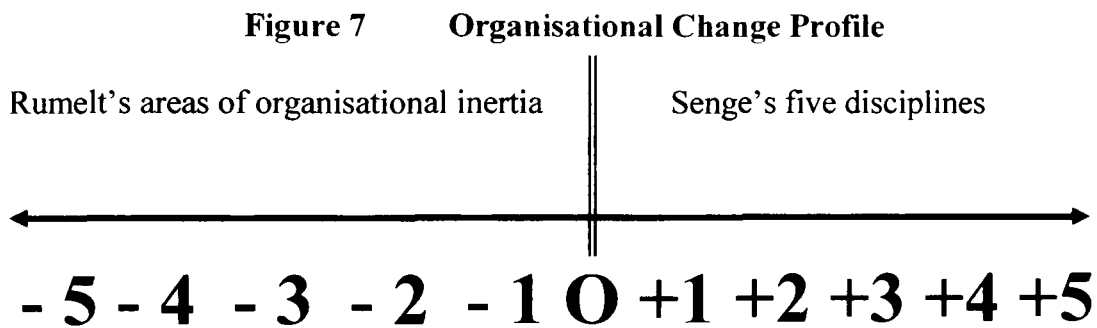 Figure 7 Organisational Change Profile
Rumelt's areas of organisational inertia Senge's five disciplines
- 5 - 4 - 3 - 2 - 1 O +1 +2 +3 +4 +5